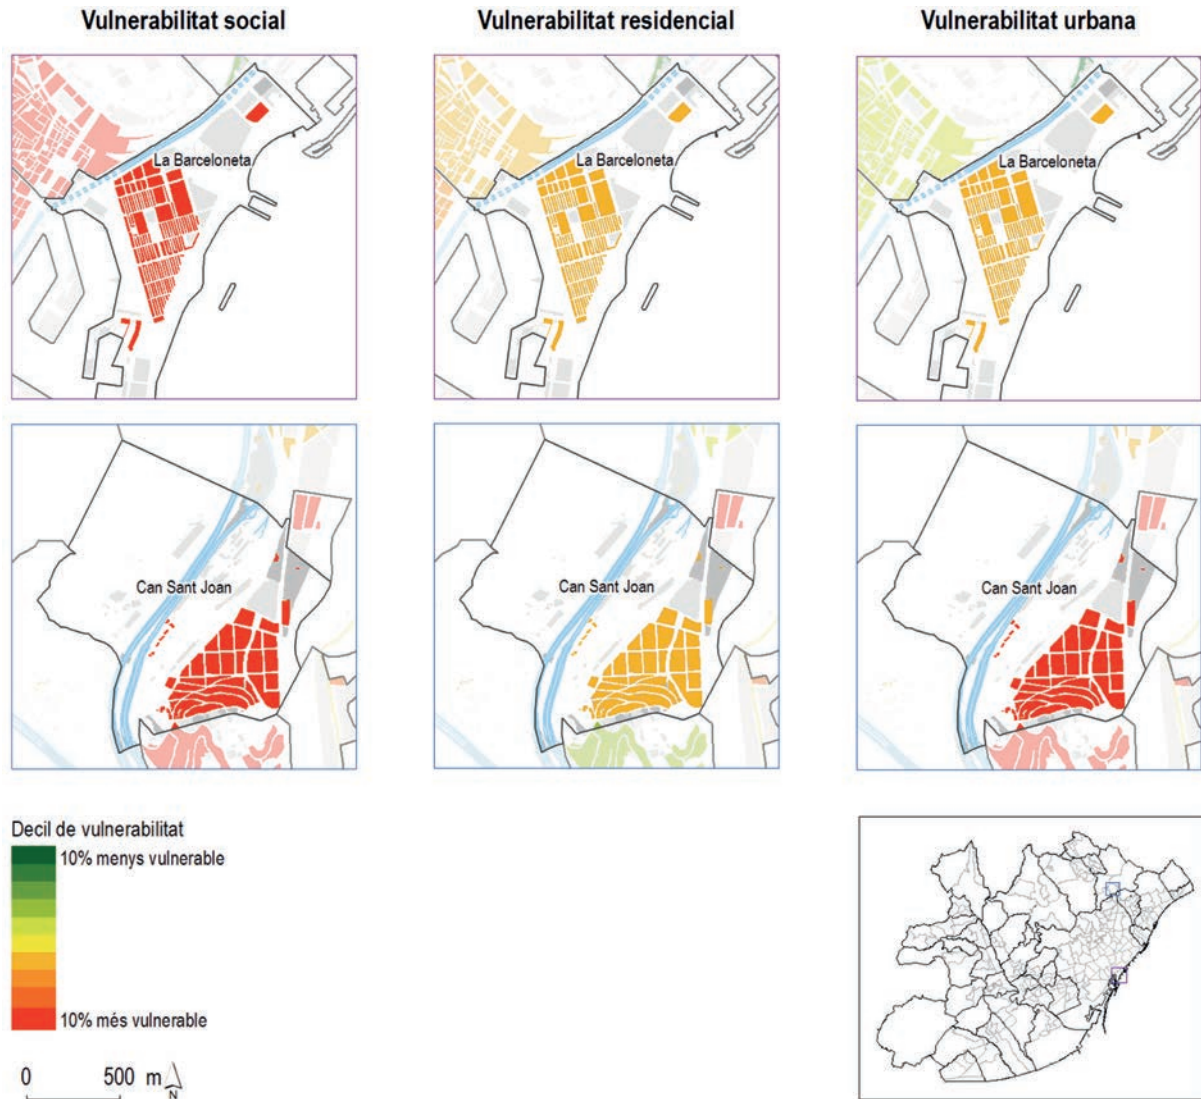 Vulnerabilitat social
Vulnerabilitat residencial
Vulnerabilitat urbana
La Barceloneta
La Barceloneta
La Barceloneta
Can Sant Joan
Can Sant Joan
Can Sant Joan
Decil de vulnerabilitat
10% menys vulnerable
10% més vulnerable
0 500 m
N